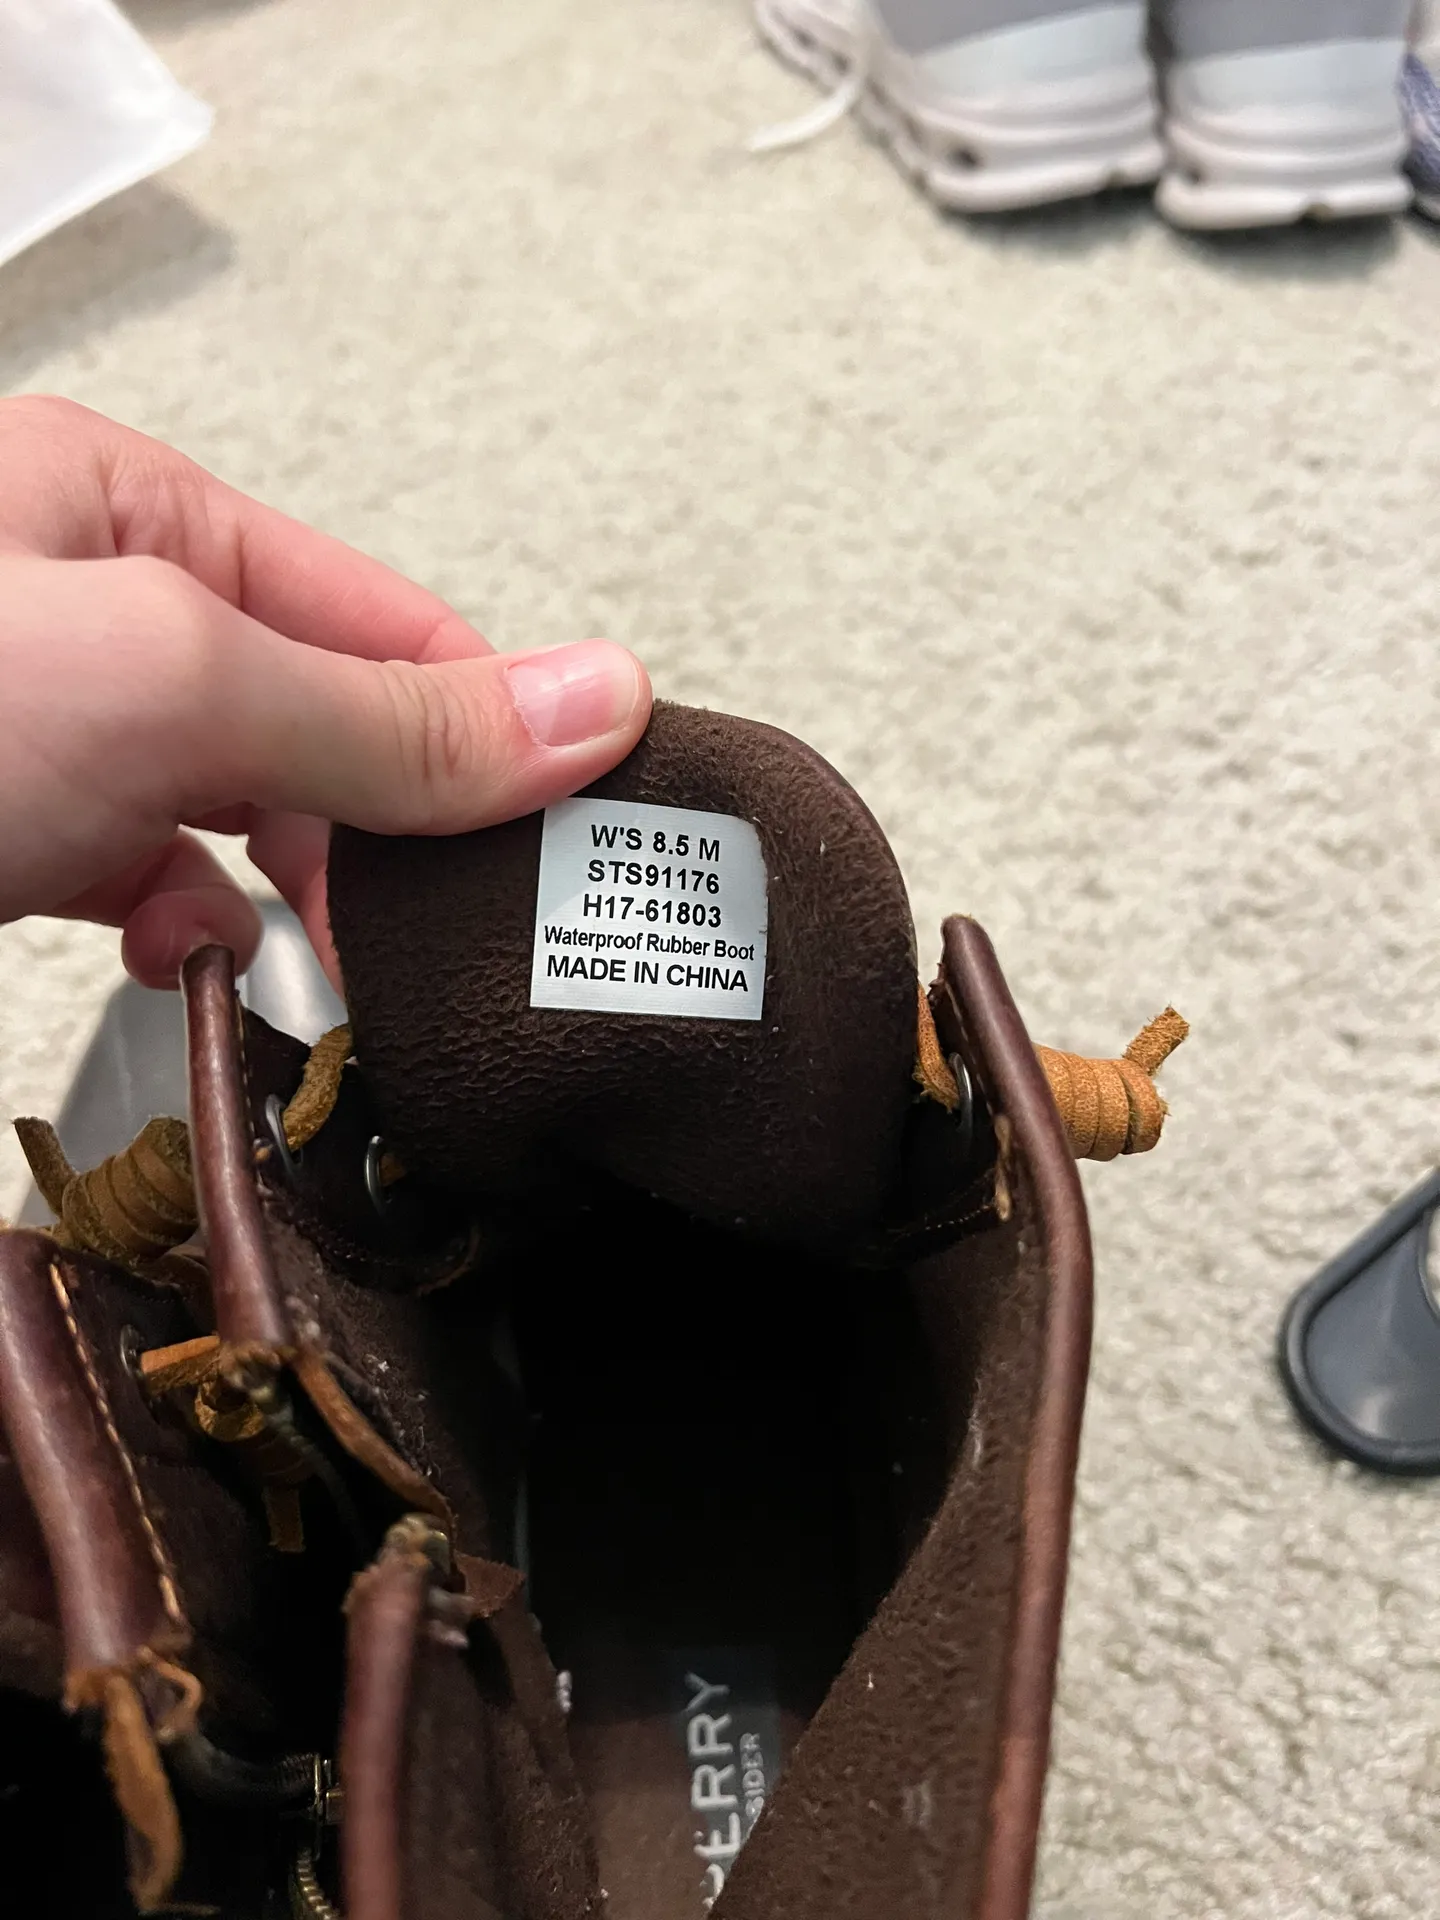 W'S 8.5 M
STS91176
H17-61803
Waterproof Rubber Boot
MADE IN CHINA